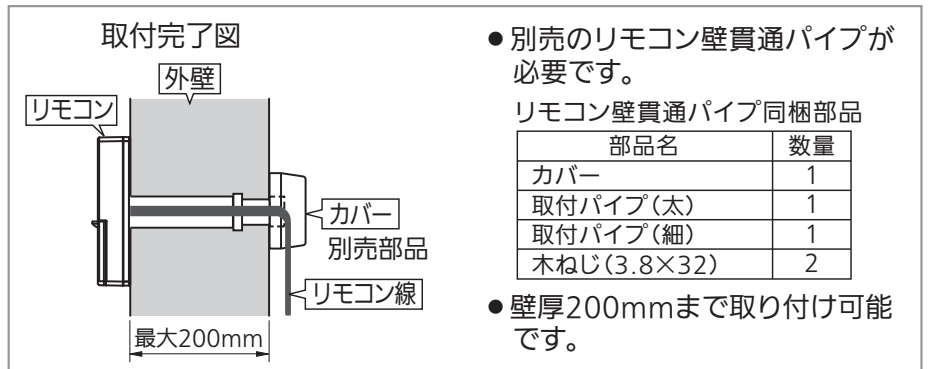 取付完了図
外壁
リモコン
カバー
別売部品
リモコン線
最大200mm
●別売のリモコン壁貫通パイプが
必要です。
リモコン壁貫通パイプ同梱部品
部品名 数量
カバー 1
取付パイプ(太) 1
取付パイプ(細) 1
木ねじ(3.8×32) 2
●壁厚200mmまで取り付け可能
です。